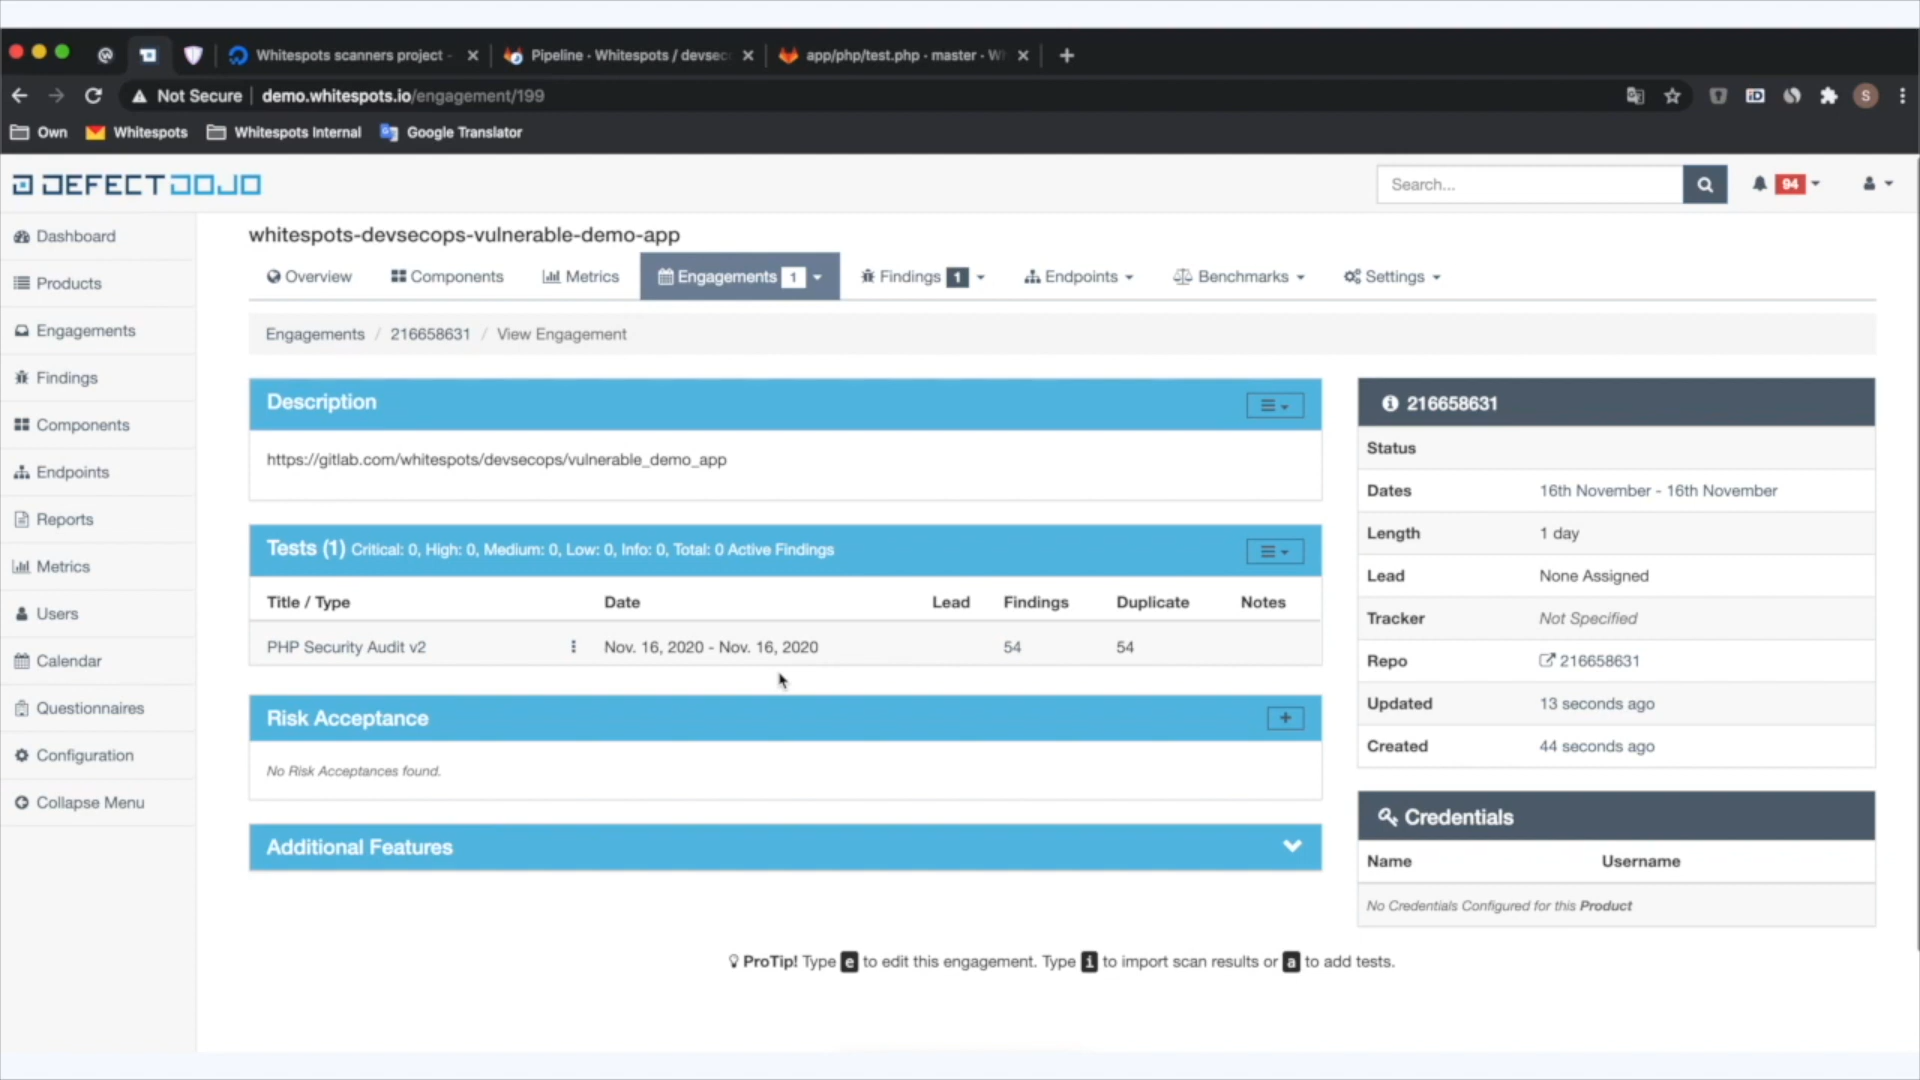 Whitespots scanners project -
Pipeline · Whitespots / devsec
app/php/test.php · master · W
Not Secure | demo.whitespots.io/engagement/199
S
Own
Whitespots
Whitespots Internal
Google Translator
DEFECTDOJO
Search...
94
Dashboard
Products
Engagements
Findings
Components
Endpoints
Reports
Metrics
Users
Calendar
Questionnaires
Configuration
Collapse Menu
whitespots-devsecops-vulnerable-demo-app
Overview Components Metrics Engagements 1 Findings 1 Endpoints Benchmarks Settings
Engagements / 216658631 / View Engagement
Description
https://gitlab.com/whitespots/devsecops/vulnerable_demo_app
Tests (1) Critical: 0, High: 0, Medium: 0, Low: 0, Info: 0, Total: 0 Active Findings
Title / Type Date Lead Findings Duplicate Notes
PHP Security Audit v2 Nov. 16, 2020 - Nov. 16, 2020 54 54
Risk Acceptance
No Risk Acceptances found.
Additional Features
216658631
Status
Dates 16th November - 16th November
Length 1 day
Lead None Assigned
Tracker Not Specified
Repo 216658631
Updated 13 seconds ago
Created 44 seconds ago
Credentials
Name Username
No Credentials Configured for this Product
ProTip! Type e to edit this engagement. Type i to import scan results or a to add tests.